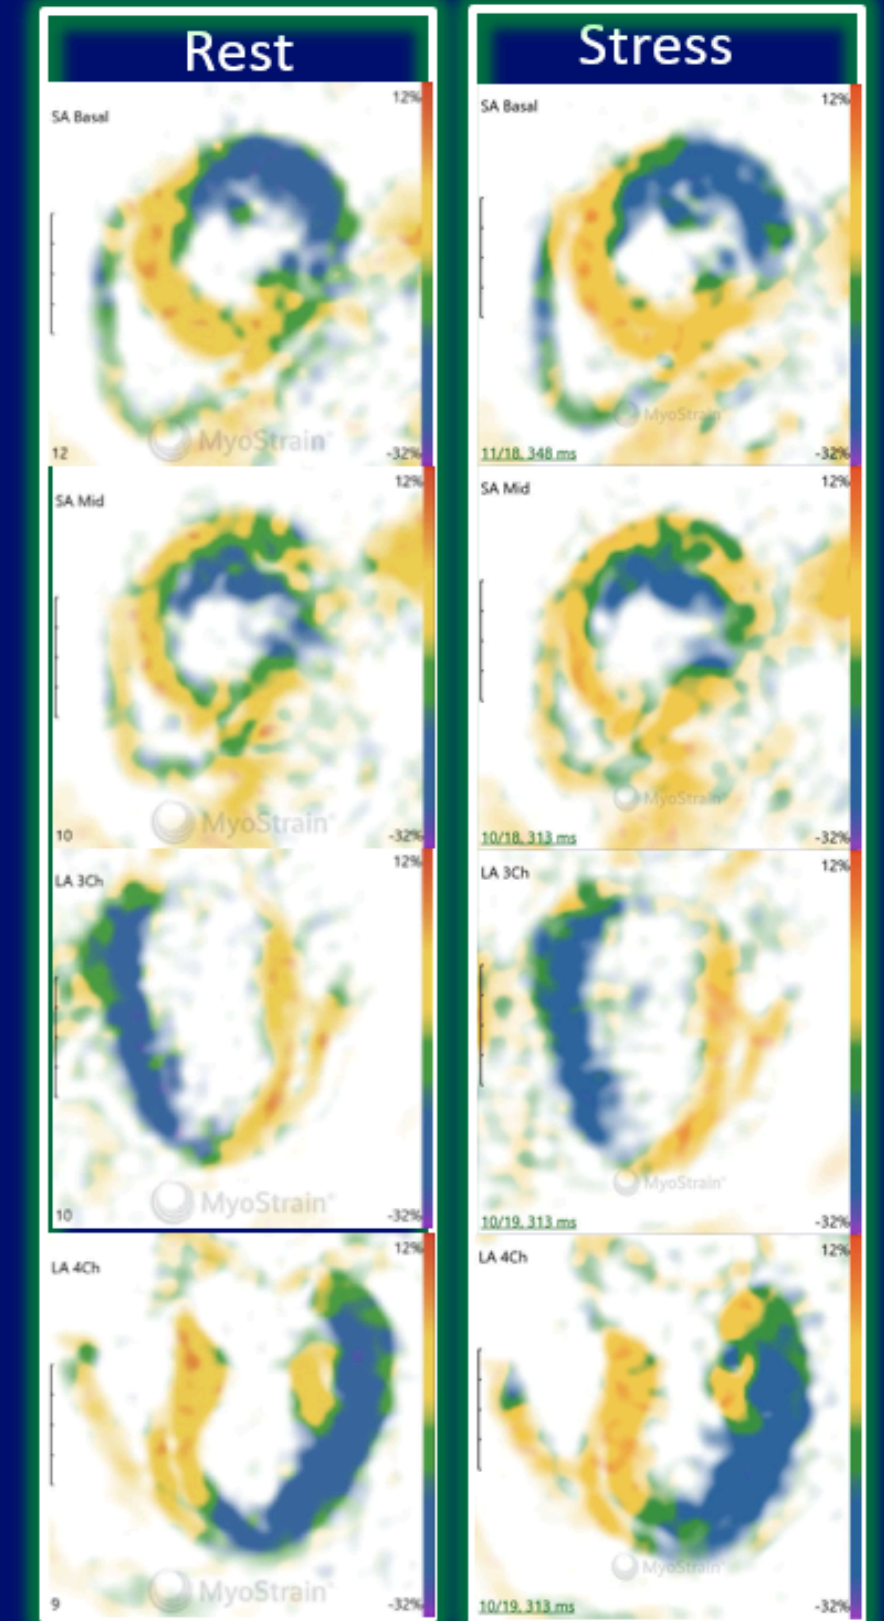 Rest
SA Basal
12%
MyoStrain®
12
-32%
SA Mid
12%
MyoStrain®
10
-32%
LA 3Ch
12%
MyoStrain®
10
-32%
LA 4Ch
12%
MyoStrain®
9
-32%
Stress
SA Basal
12%
MyoStrain®
11/18, 348 ms
-32%
SA Mid
12%
MyoStrain®
10/18, 313 ms
-32%
LA 3Ch
12%
MyoStrain®
10/19, 313 ms
-32%
LA 4Ch
12%
MyoStrain®
10/19, 313 ms
-32%